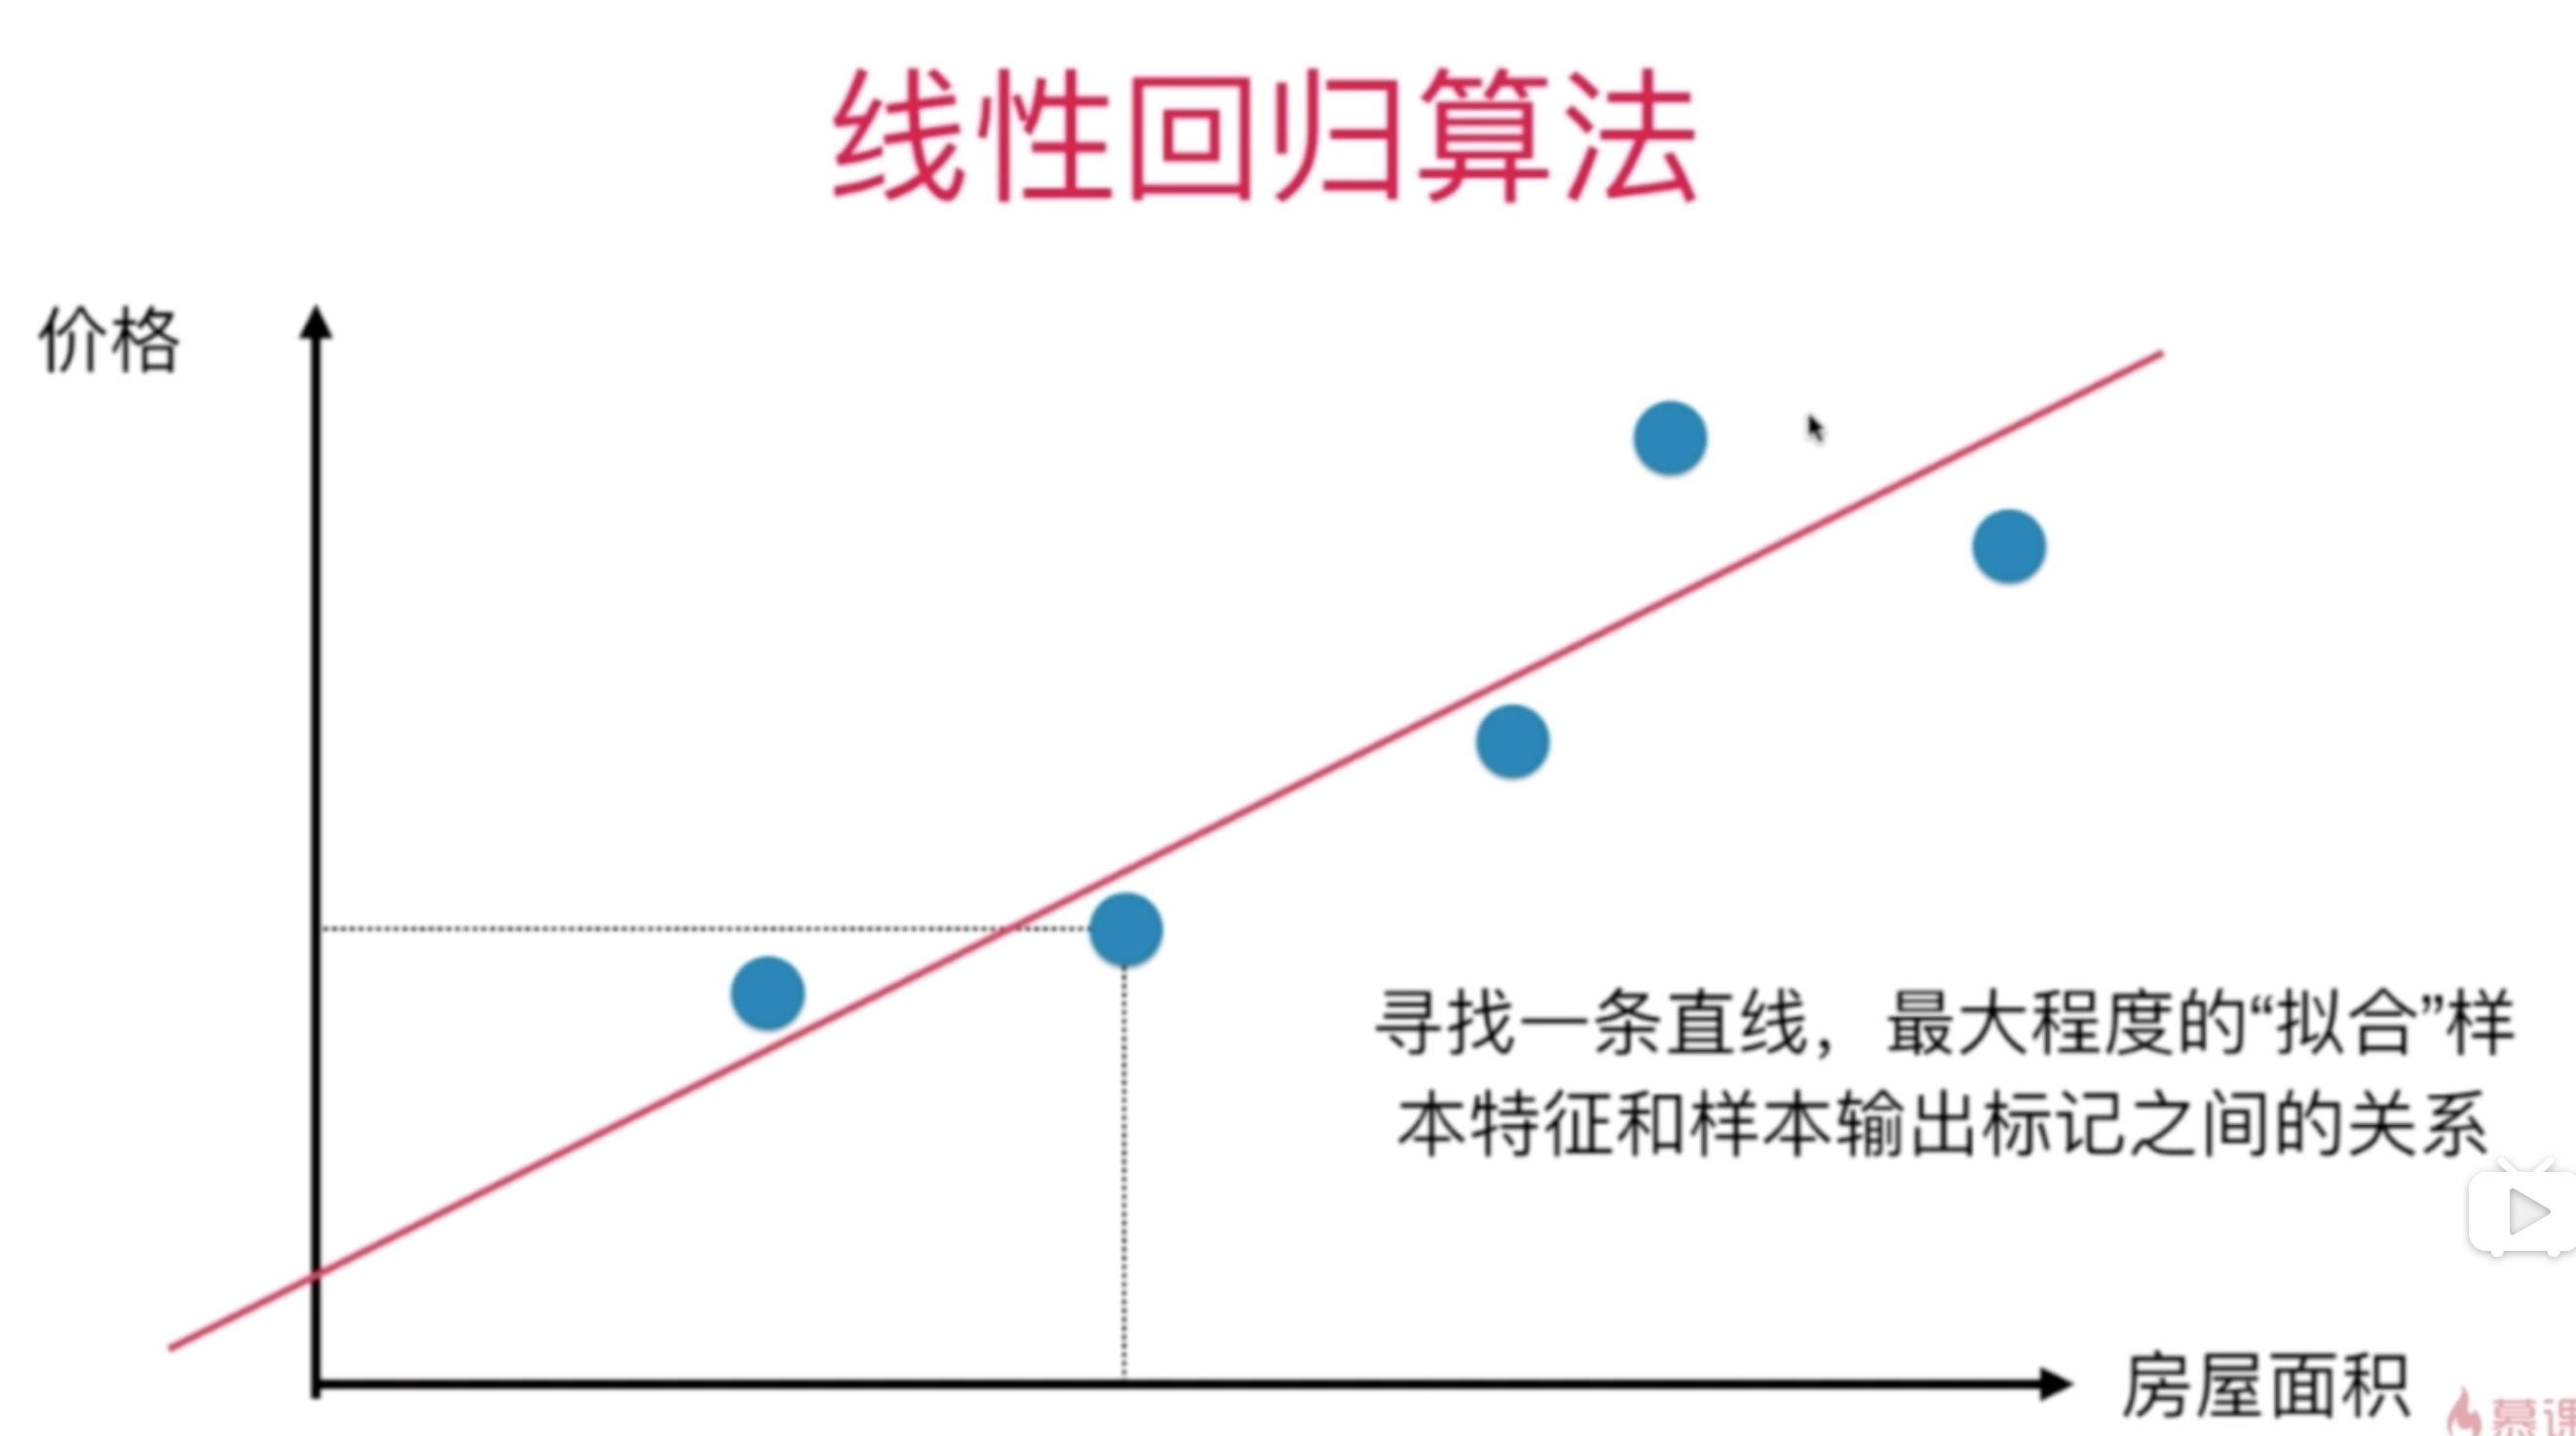 线性回归算法
价格
寻找一条直线，最大程度的“拟合”样
本特征和样本输出标记之间的关系
房屋面积
慕课